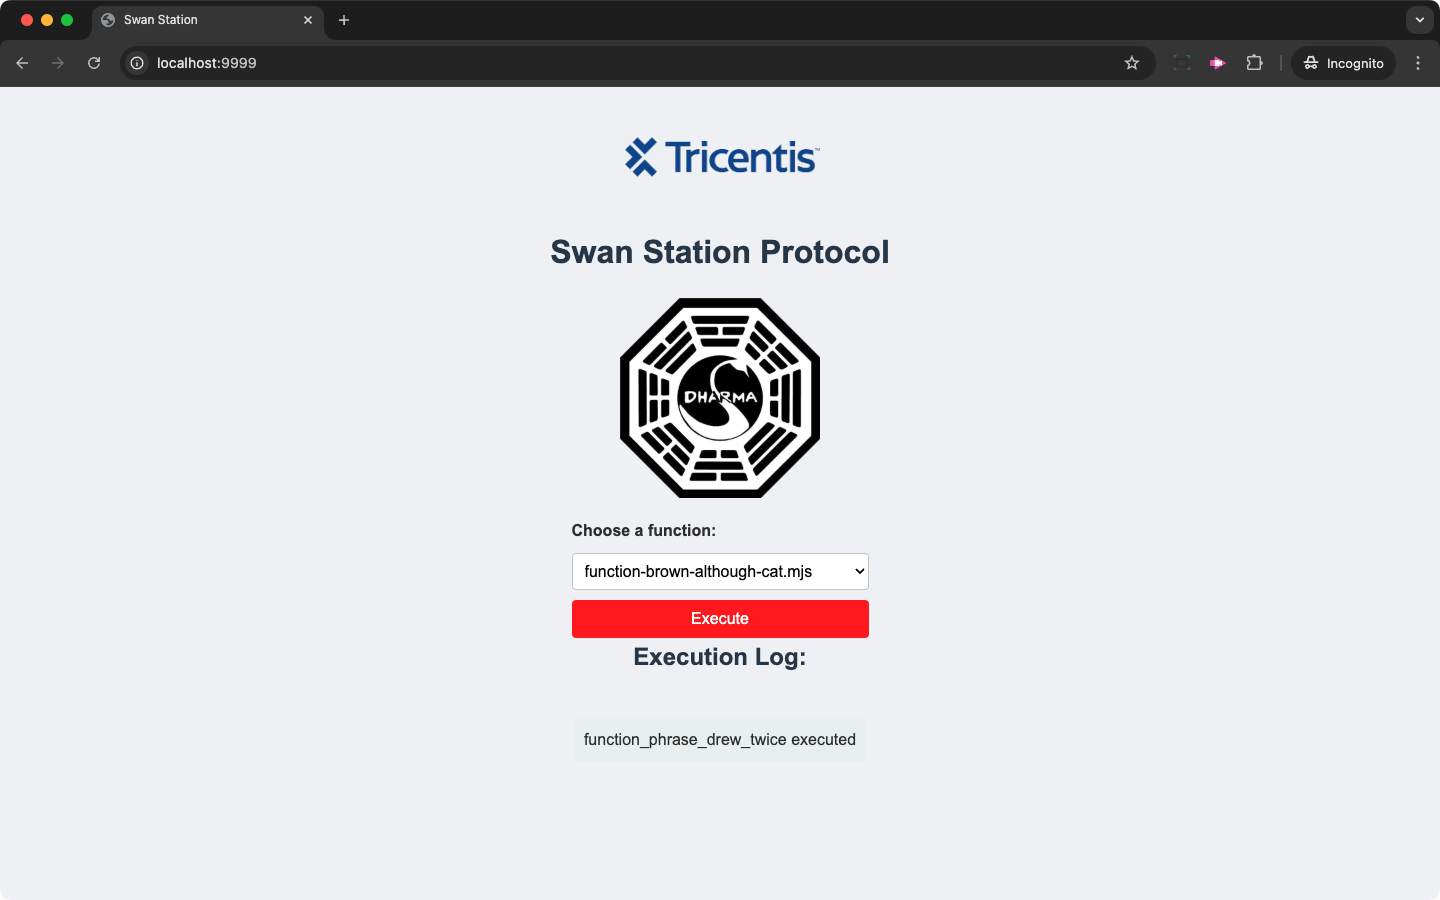 Swan Station
localhost:9999
Incognito
Tricentis™
Swan Station Protocol
DHARMA
Choose a function:
function-brown-although-cat.mjs
Execute
Execution Log:
function_phrase_drew_twice executed